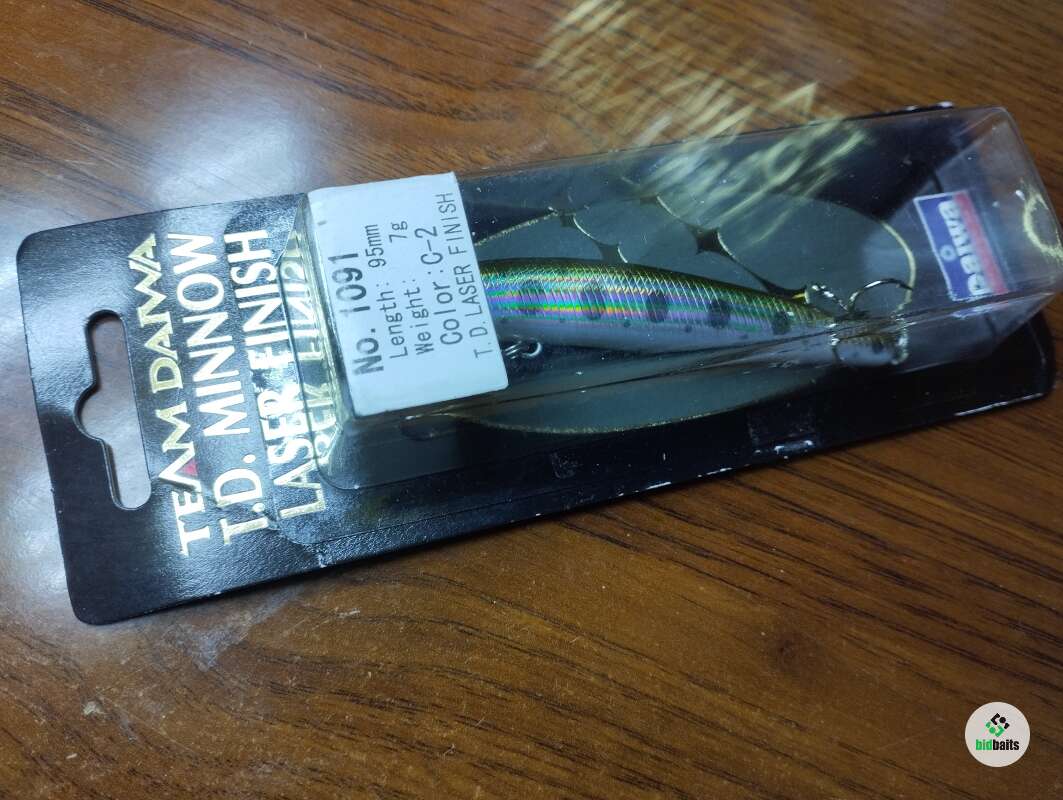 TEAM DAIWA
T.D. MINNOW
LASER FINISH
No. 1091
Length: 95mm
Weight: 7g
Color: C-2
T.D. LASER FINISH
Daiwa
bidbaits